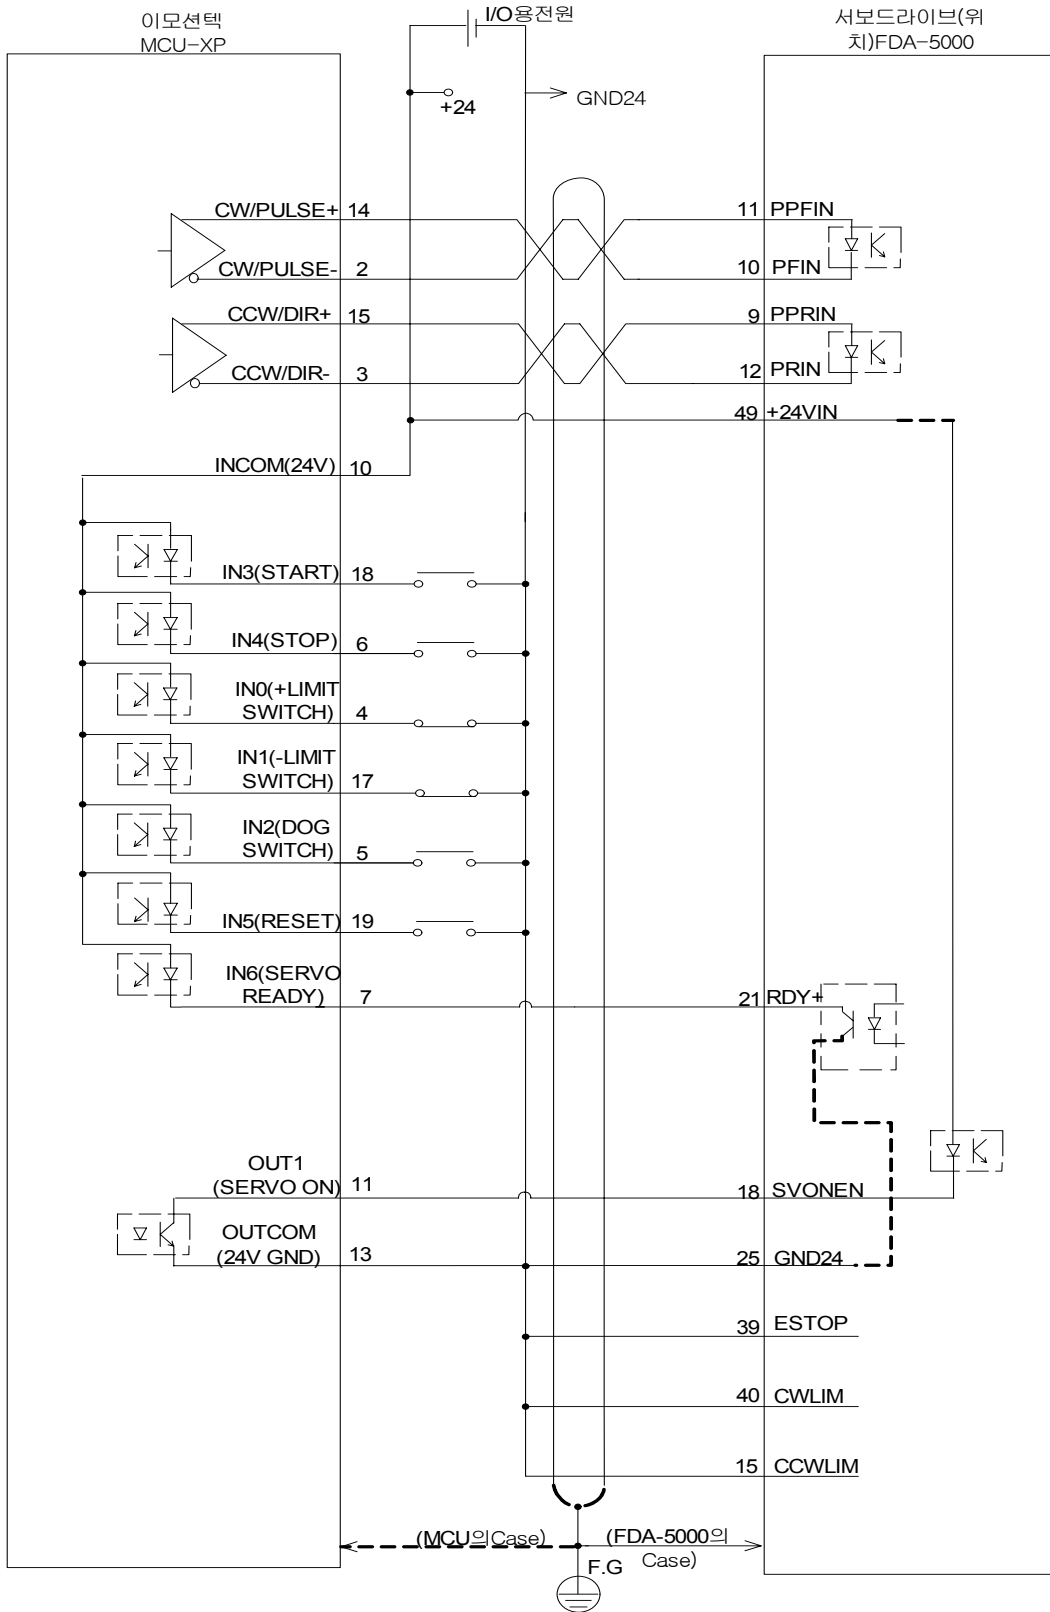 이모션텍
MCU-XP
I/O용전원
서보드라이브(위
치)FDA-5000
+24
GND24
CW/PULSE+ 14
11 PPFIN
CW/PULSE- 2
10 PFIN
CCW/DIR+ 15
9 PPRIN
CCW/DIR- 3
12 PRIN
49 +24VIN
INCOM(24V) 10
IN3(START) 18
IN4(STOP) 6
IN0(+LIMIT
SWITCH) 4
IN1(-LIMIT
SWITCH) 17
IN2(DOG
SWITCH) 5
IN5(RESET) 19
IN6(SERVO
READY) 7
21 RDY+
OUT1
(SERVO ON) 11
18 SVONEN
OUTCOM
(24V GND) 13
25 GND24
39 ESTOP
40 CWLIM
15 CCWLIM
(MCU의Case)
(FDA-5000의
Case)
F.G